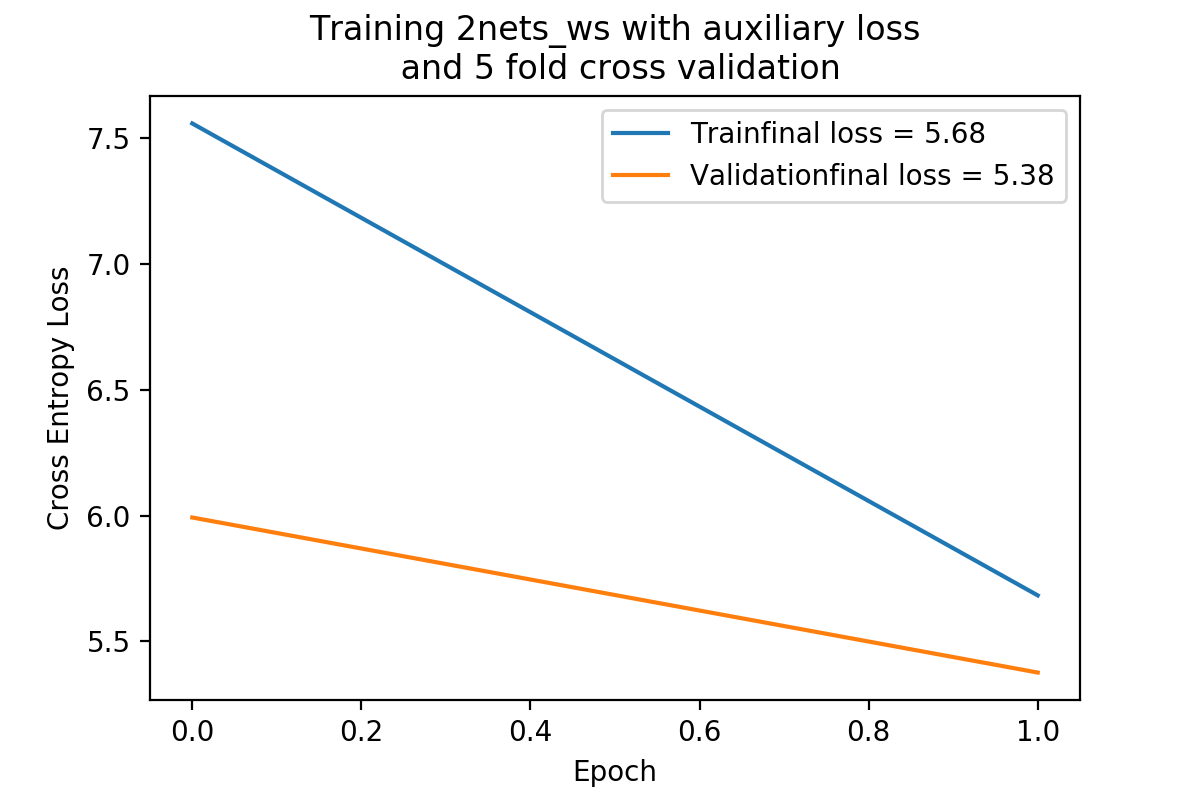 Training 2nets_ws with auxiliary loss
and 5 fold cross validation
Trainfinal loss = 5.68
Validationfinal loss = 5.38
Cross Entropy Loss
7.5
7.0
6.5
6.0
5.5
0.0 0.2 0.4 0.6 0.8 1.0
Epoch